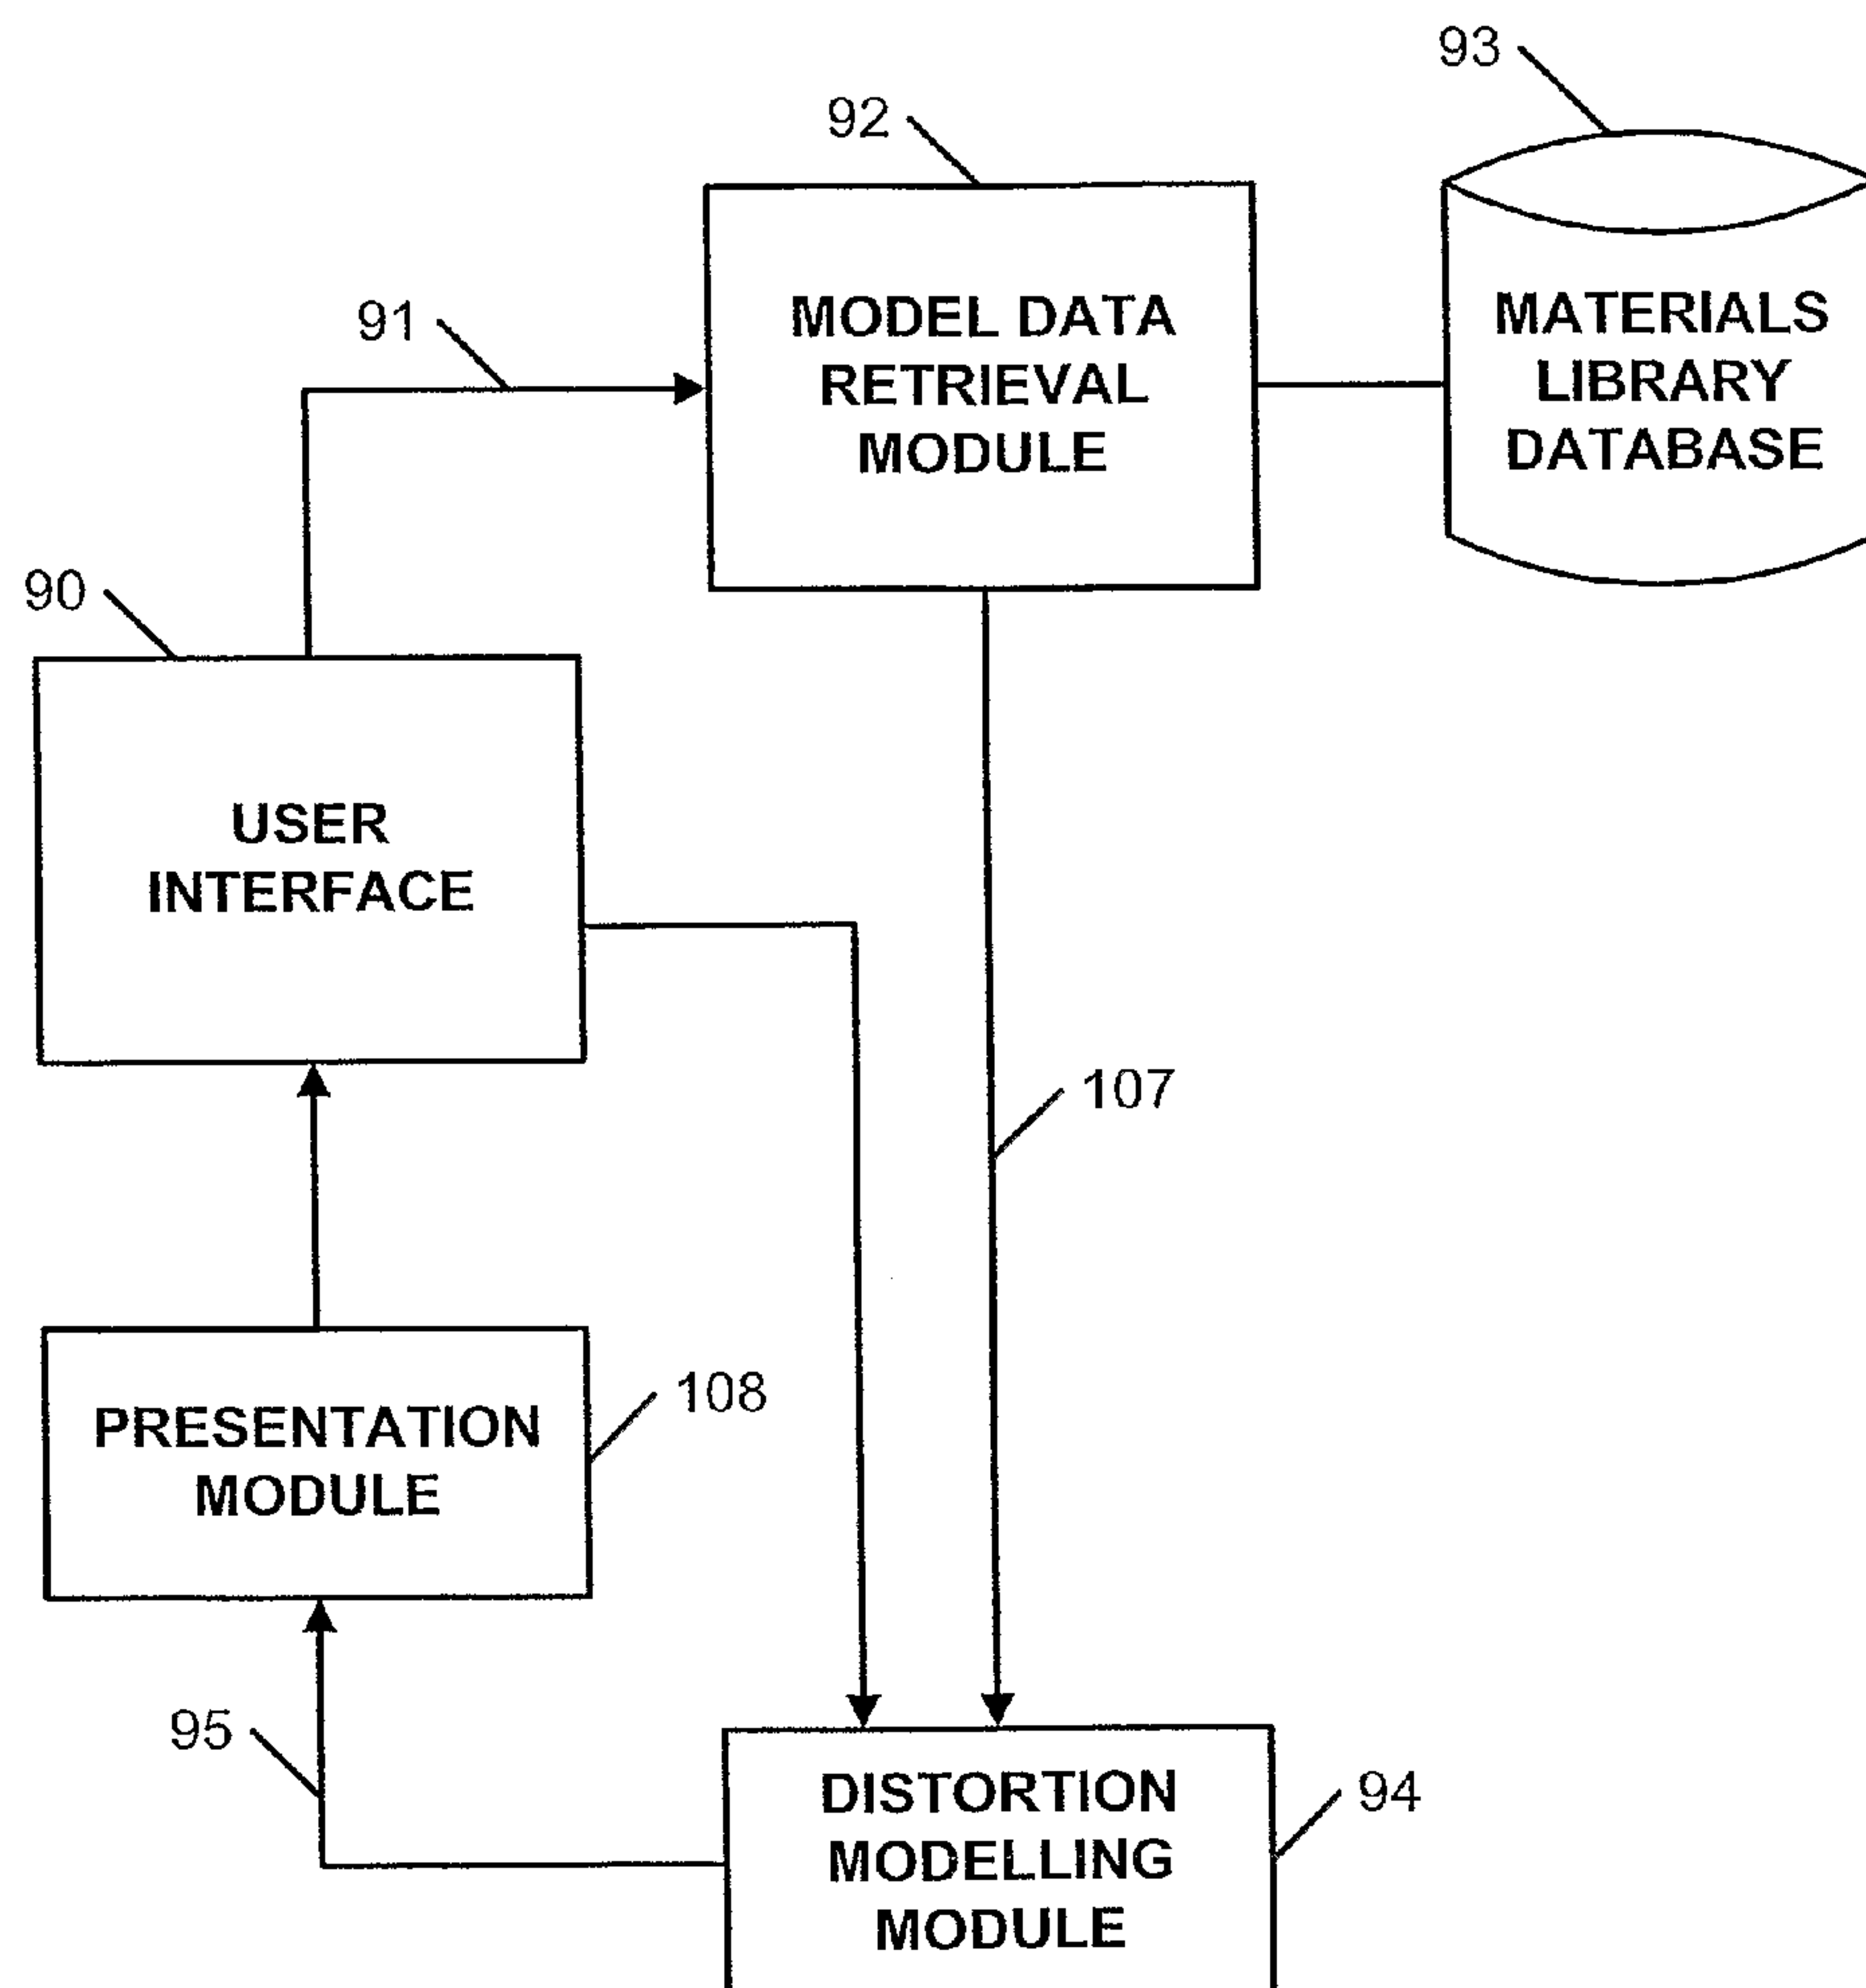 93
92
MODEL DATA
RETRIEVAL
MODULE
MATERIALS
LIBRARY
DATABASE
91
90
USER
INTERFACE
107
PRESENTATION
MODULE
108
95
DISTORTION
MODELLING
MODULE
94